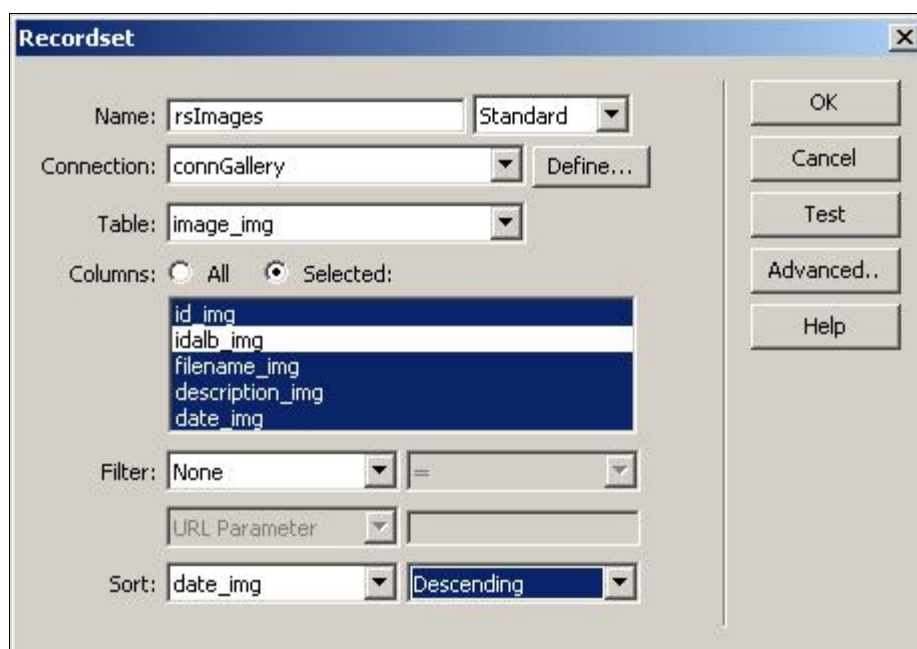 Recordset
Name: rsImages Standard
OK
Connection: connGallery Define...
Cancel
Table: image_img
Test
Columns: All Selected:
Advanced..
id_img
idalb_img
Help
filename_img
description_img
date_img
Filter: None =
URL Parameter
Sort: date_img Descending